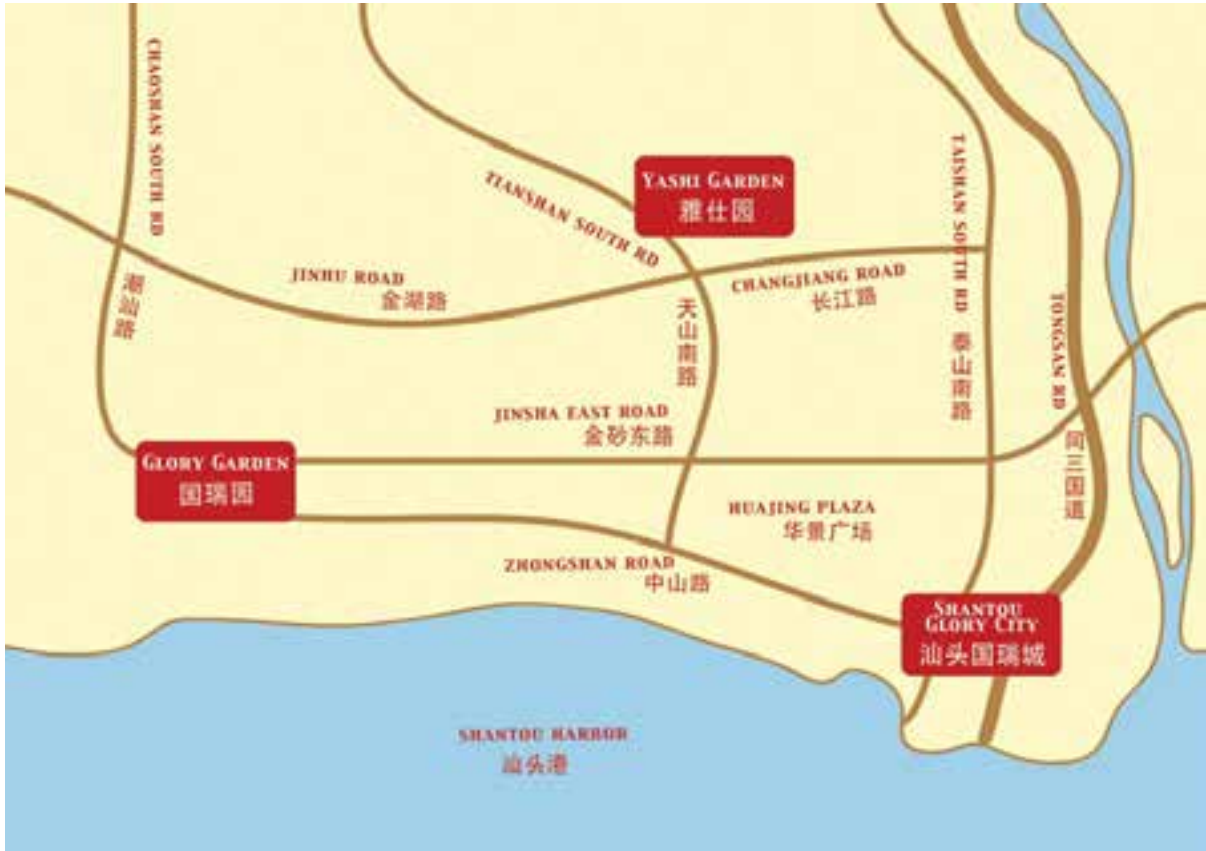 CHAOSHAN SOUTH RD
潮汕路
JINHU ROAD
金湖路
TIANSHAN SOUTH RD
天山南路
YASHI GARDEN
雅仕园
CHANGJIANG ROAD
长江路
TAISHAN SOUTH RD
泰山南路
TONGSAN RD
同三国道
JINSHA EAST ROAD
金砂东路
GLORY GARDEN
国瑞园
HUAJING PLAZA
华景广场
ZHONGSHAN ROAD
中山路
SHANTOU
GLORY CITY
汕头国瑞城
SHANTOU HARBOR
汕头港